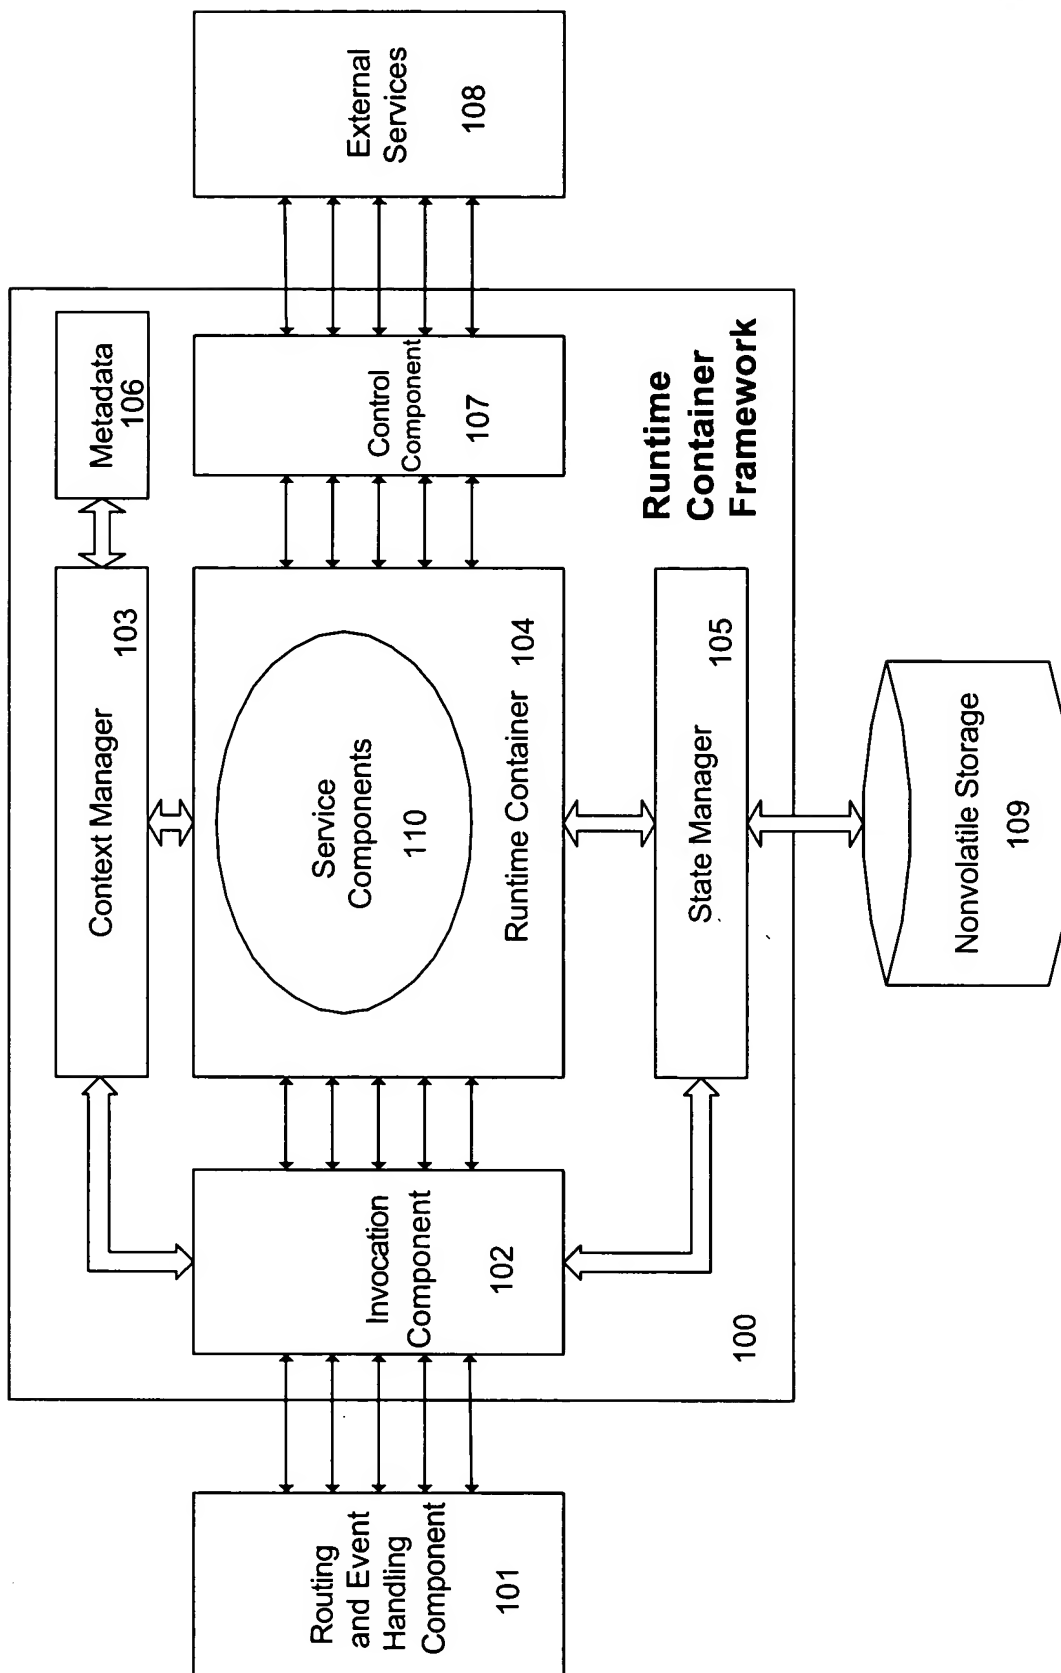 Routing
and Event
Handling
Component
101
Invocation
Component
102
Context Manager
103
Metadata
106
Service
Components
110
Runtime Container
104
State Manager
105
Control
Component
107
External
Services
108
Runtime
Container
Framework
100
Nonvolatile Storage
109